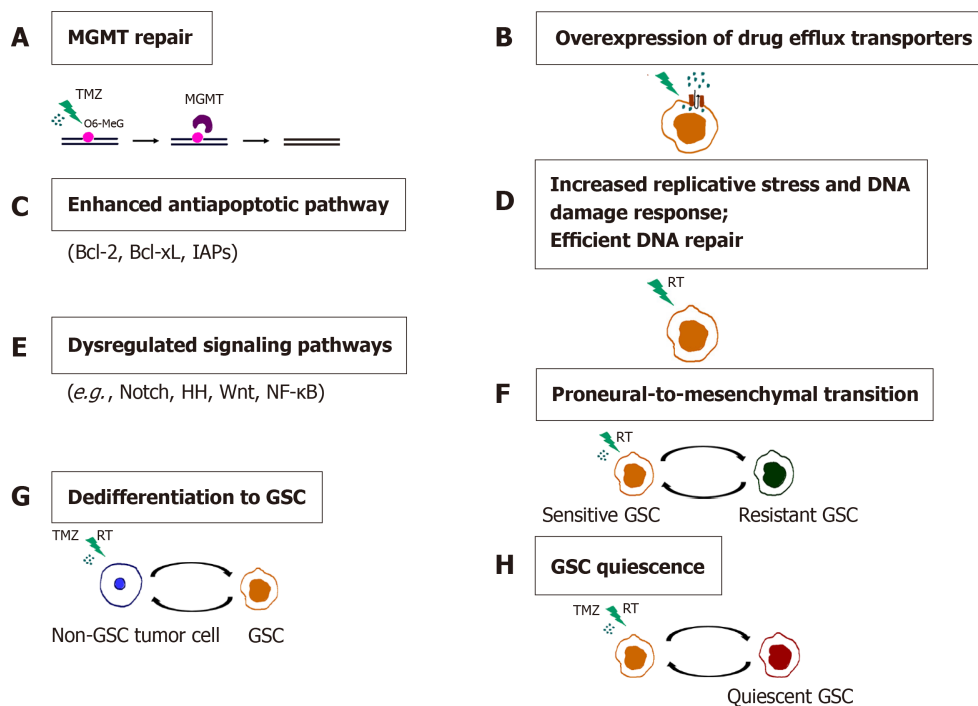 A
MGMT repair
TMZ
O6-MeG
MGMT
B
Overexpression of drug efflux transporters
C
Enhanced antiapoptotic pathway
(Bcl-2, Bcl-xL, IAPs)
D
Increased replicative stress and DNA
damage response;
Efficient DNA repair
RT
E
Dysregulated signaling pathways
(e.g., Notch, HH, Wnt, NF-κB)
F
Proneural-to-mesenchymal transition
RT
Sensitive GSC
Resistant GSC
G
Dedifferentiation to GSC
TMZ
RT
Non-GSC tumor cell
GSC
H
GSC quiescence
TMZ
RT
Quiescent GSC